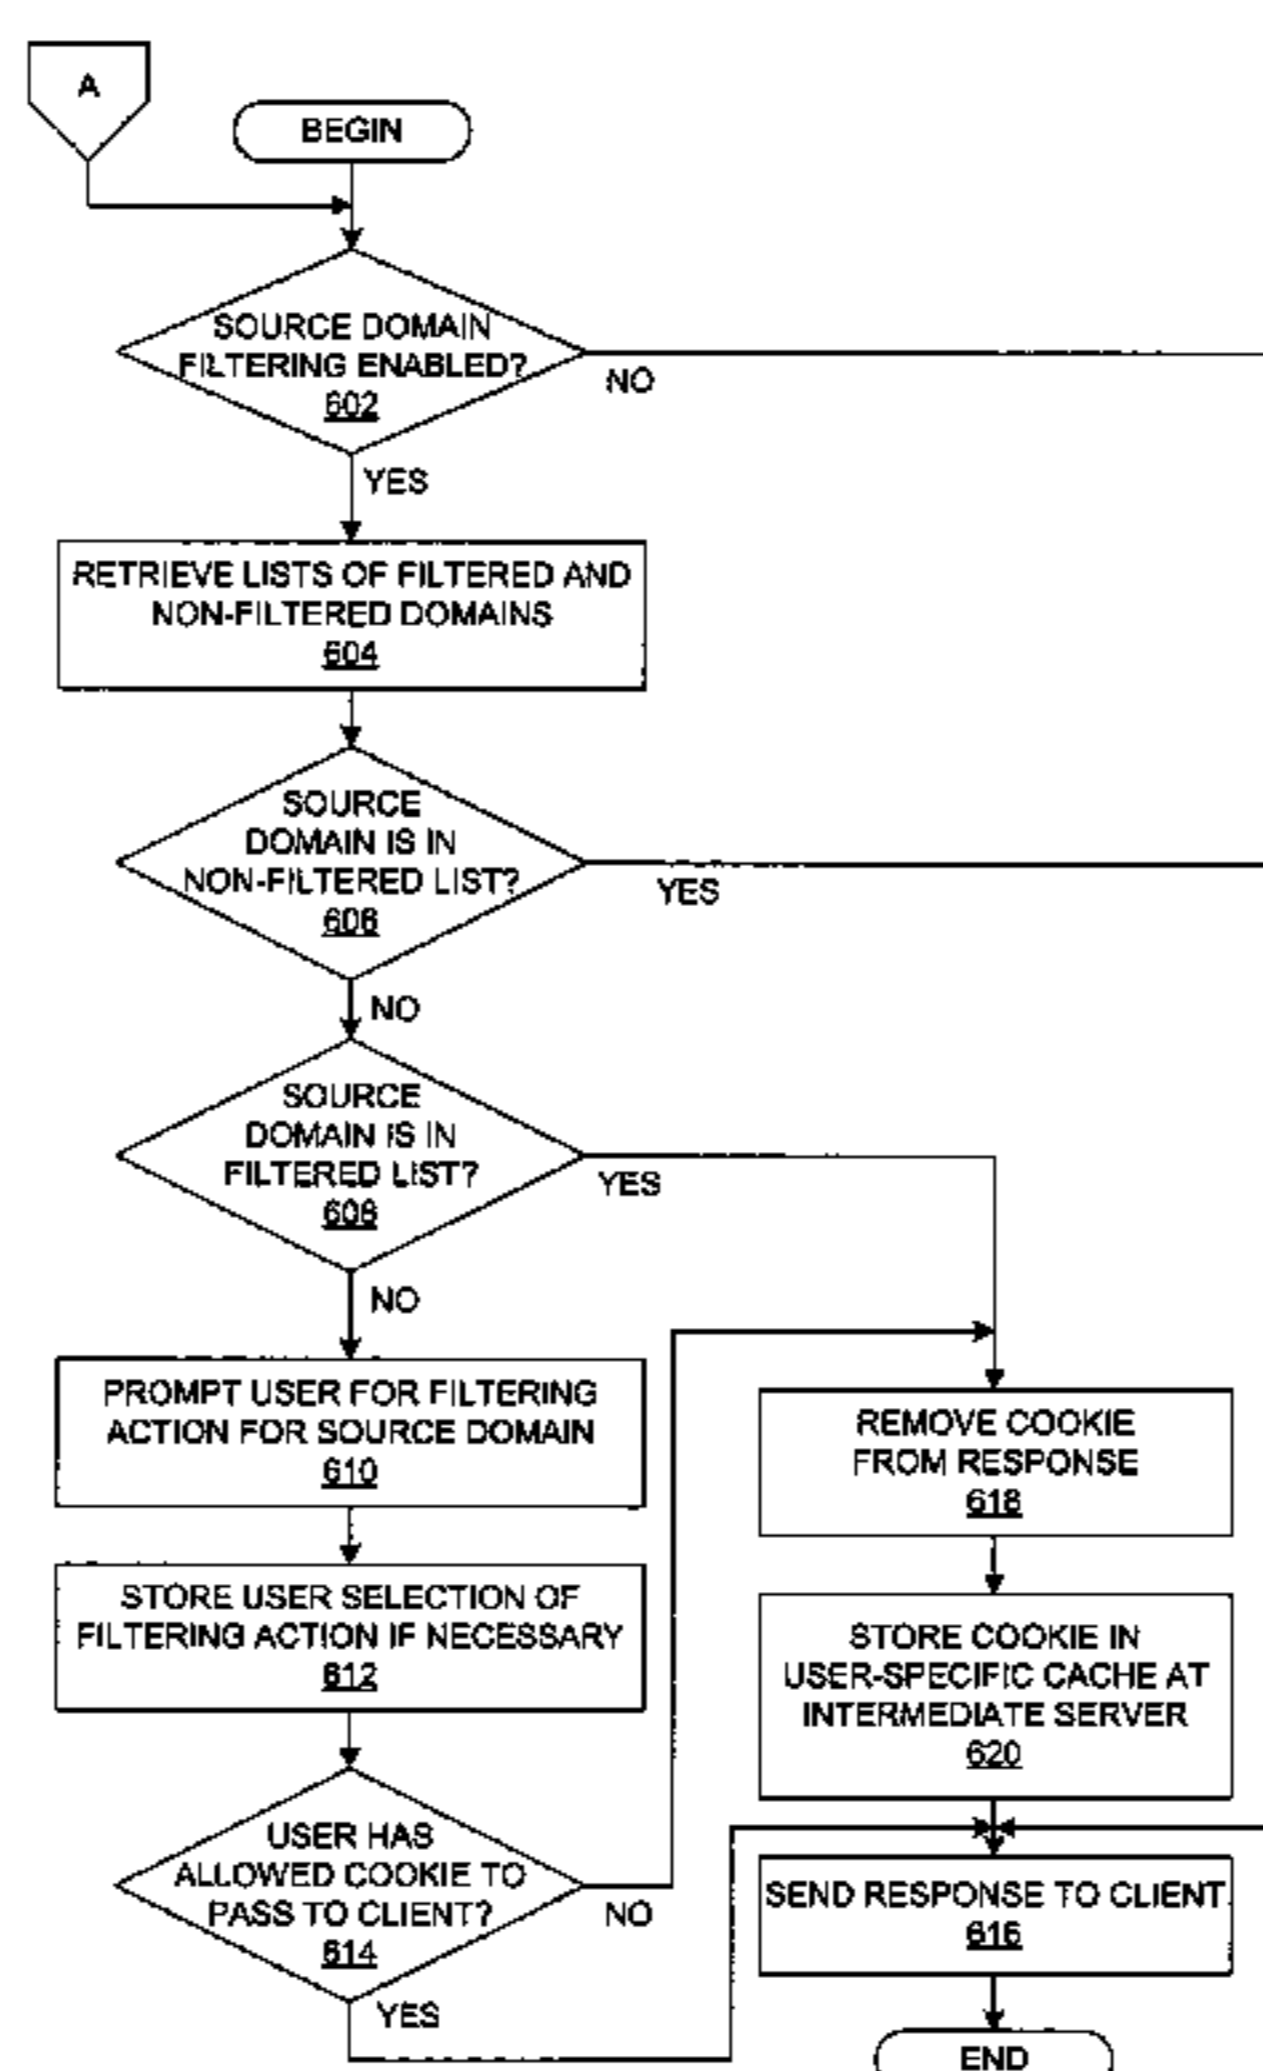 A
BEGIN
SOURCE DOMAIN
FILTERING ENABLED?
602
NO
YES
RETRIEVE LISTS OF FILTERED AND
NON-FILTERED DOMAINS
604
SOURCE
DOMAIN IS IN
NON-FILTERED LIST?
606
YES
NO
SOURCE
DOMAIN IS IN
FILTERED LIST?
608
YES
NO
PROMPT USER FOR FILTERING
ACTION FOR SOURCE DOMAIN
610
STORE USER SELECTION OF
FILTERING ACTION IF NECESSARY
612
USER HAS
ALLOWED COOKIE TO
PASS TO CLIENT?
614
NO
YES
REMOVE COOKIE
FROM RESPONSE
618
STORE COOKIE IN
USER-SPECIFIC CACHE AT
INTERMEDIATE SERVER
620
SEND RESPONSE TO CLIENT
616
END